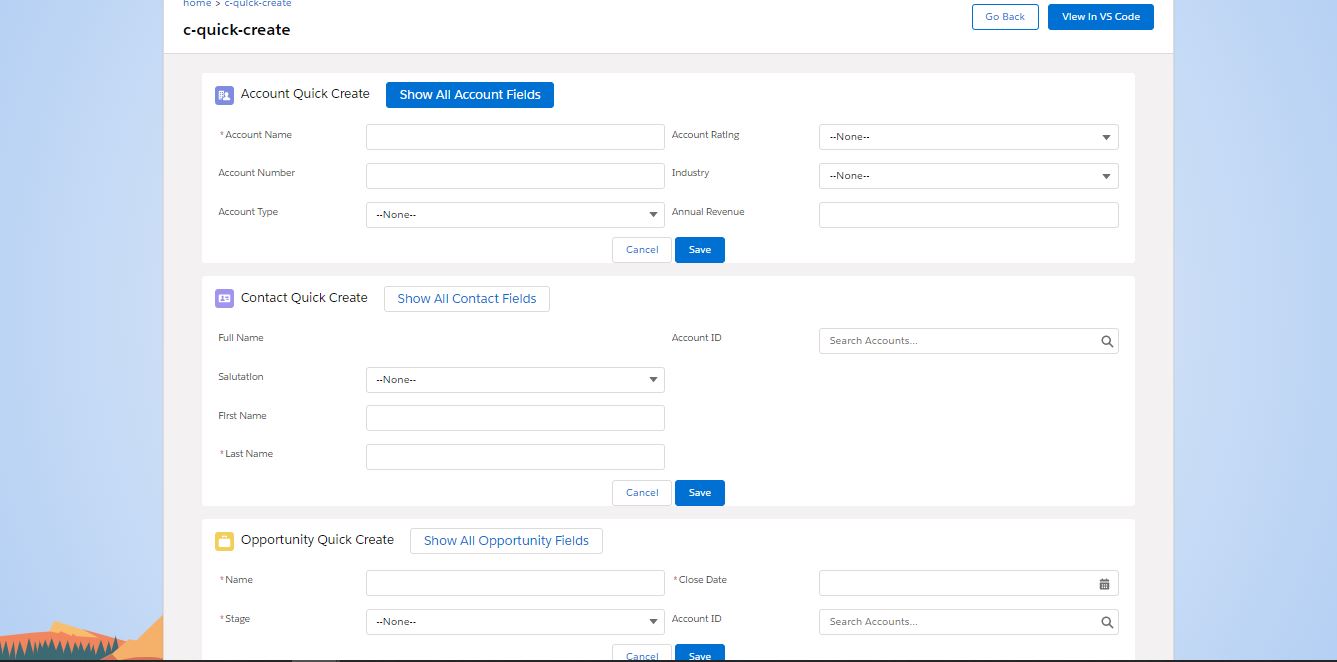 home > c-quick-create
c-quick-create
Go Back
View In VS Code
Account Quick Create
Show All Account Fields
*Account Name
Account Rating
--None--
Account Number
Industry
--None--
Account Type
--None--
Annual Revenue
Cancel
Save
Contact Quick Create
Show All Contact Fields
Full Name
Account ID
Search Accounts...
Salutation
--None--
First Name
*Last Name
Cancel
Save
Opportunity Quick Create
Show All Opportunity Fields
*Name
*Close Date
*Stage
--None--
Account ID
Search Accounts...
Cancel
Save